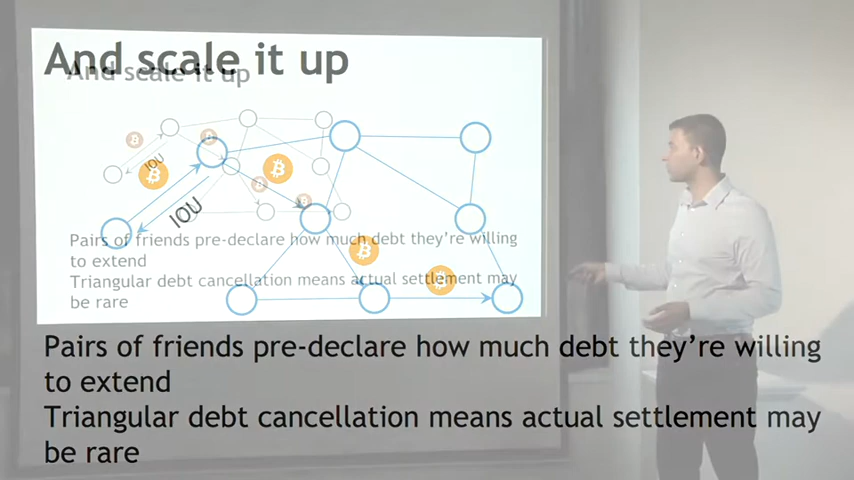 And scale it up
And scale it up
IOU
IOU
Pairs of friends pre-declare how much debt they're willing
to extend
Triangular debt cancellation means actual settlement may
be rare
Pairs of friends pre-declare how much debt they're willing
to extend
Triangular debt cancellation means actual settlement may
be rare